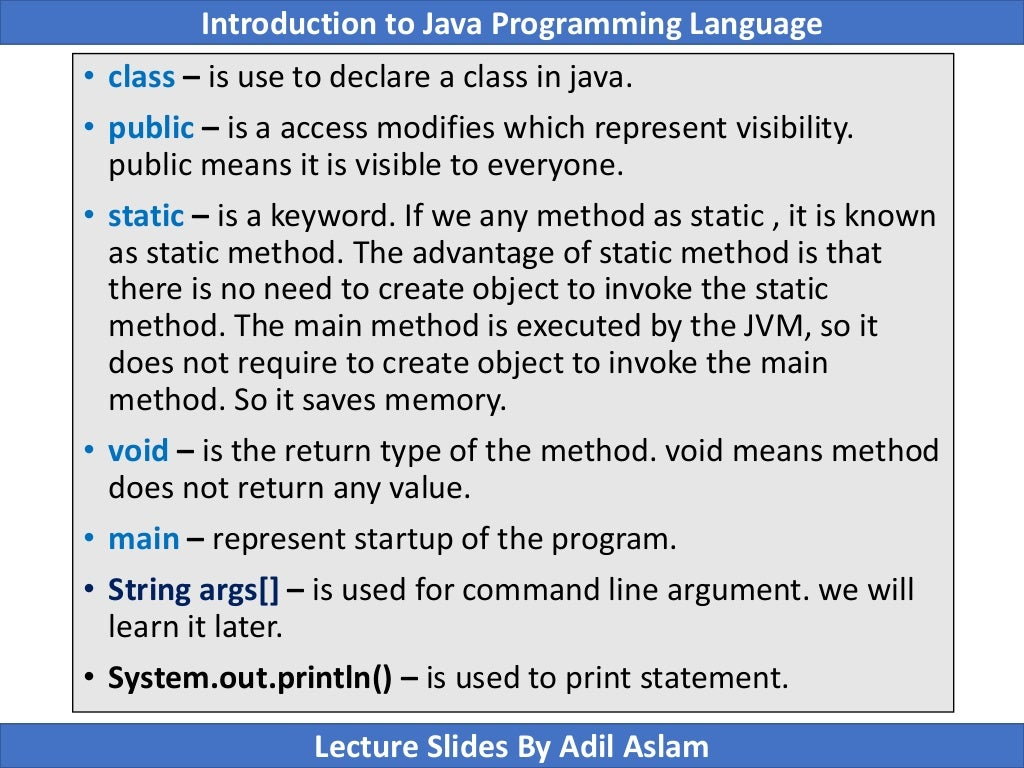 Introduction to Java Programming Language
• class – is use to declare a class in java.
• public – is a access modifies which represent visibility.
public means it is visible to everyone.
• static – is a keyword. If we any method as static , it is known
as static method. The advantage of static method is that
there is no need to create object to invoke the static
method. The main method is executed by the JVM, so it
does not require to create object to invoke the main
method. So it saves memory.
• void – is the return type of the method. void means method
does not return any value.
• main – represent startup of the program.
• String args[] – is used for command line argument. we will
learn it later.
• System.out.println() – is used to print statement.
Lecture Slides By Adil Aslam